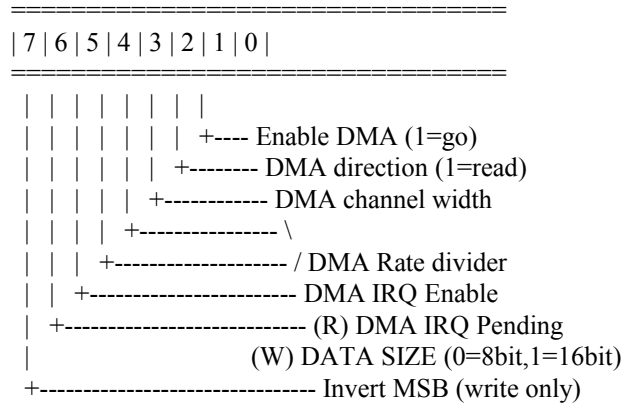 ==================================
| 7 | 6 | 5 | 4 | 3 | 2 | 1 | 0 |
==================================
| | | | | | | |
| | | | | | | +---- Enable DMA (1=go)
| | | | | | +-------- DMA direction (1=read)
| | | | | +------------ DMA channel width
| | | | +---------------- \
| | | +-------------------- / DMA Rate divider
| | +------------------------ DMA IRQ Enable
| +---------------------------- (R) DMA IRQ Pending
| (W) DATA SIZE (0=8bit,1=16bit)
+-------------------------------- Invert MSB (write only)